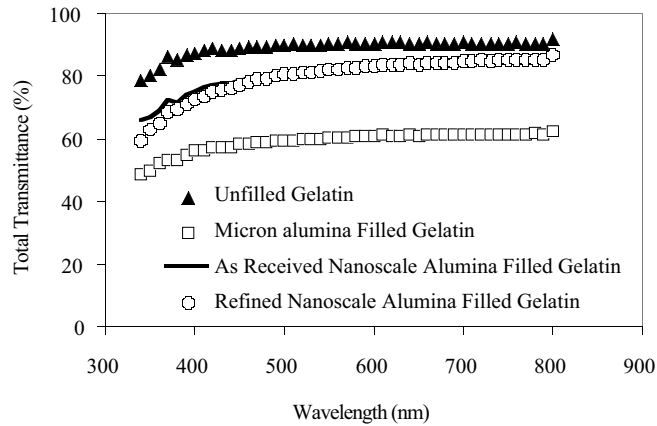 100
80
60
40
20
0
Total Transmittance (%)
Unfilled Gelatin
Micron alumina Filled Gelatin
As Received Nanoscale Alumina Filled Gelatin
Refined Nanoscale Alumina Filled Gelatin
300 400 500 600 700 800 900
Wavelength (nm)